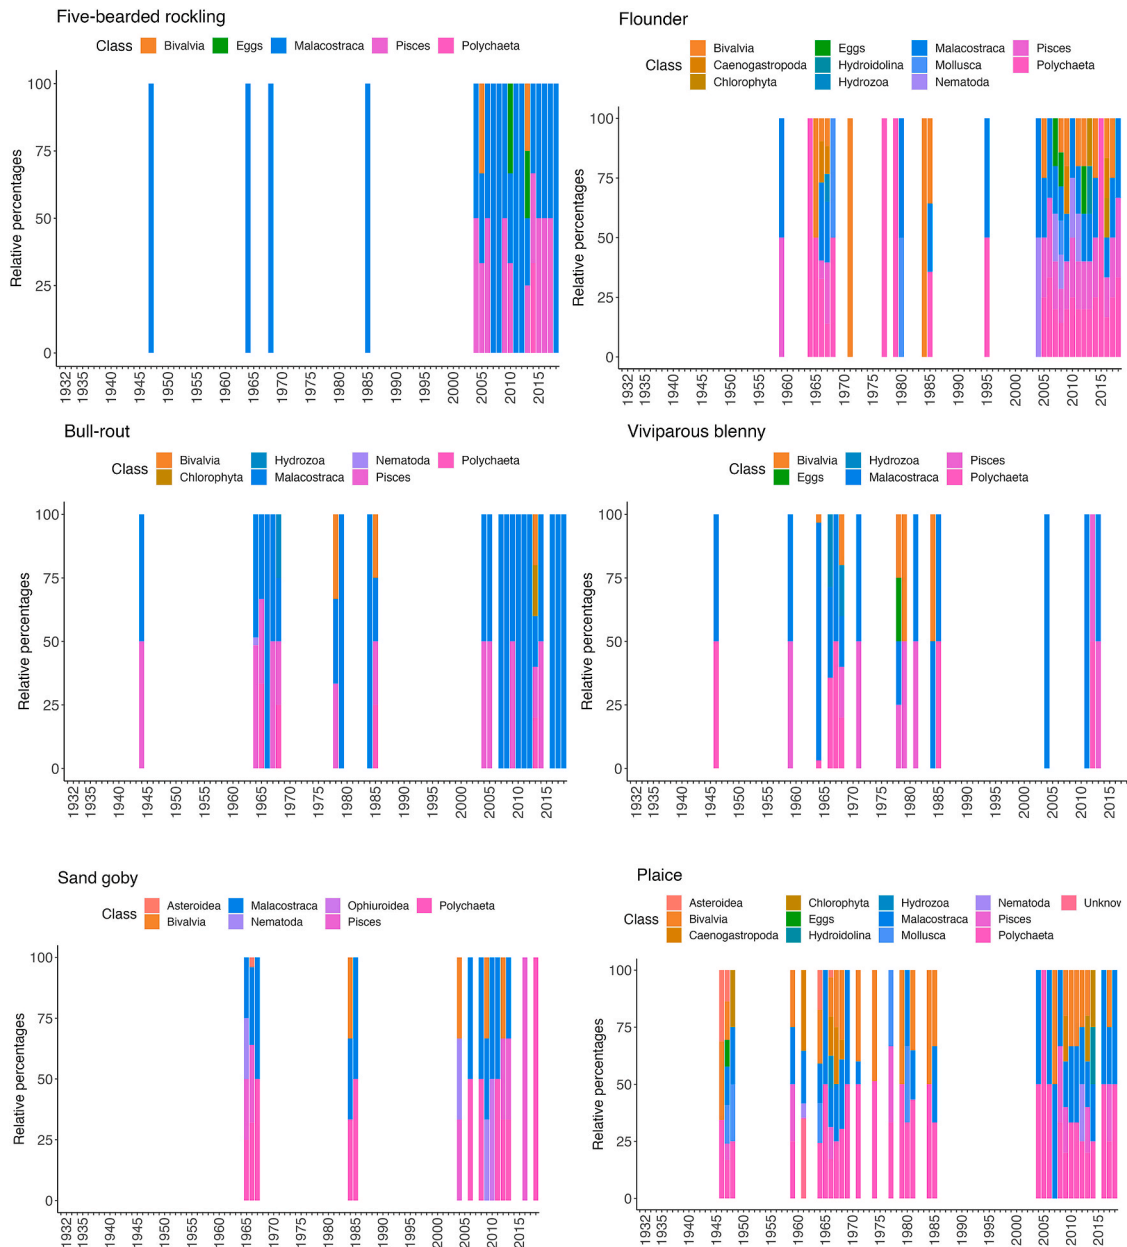 Five-bearded rockling
Class Bivalvia Eggs Malacostraca Pisces Polychaeta
Relative percentages
100
75
50
25
0
1932 1935 1940 1945 1950 1955 1960 1965 1970 1975 1980 1985 1990 1995 2000 2005 2010 2015
Flounder
Class
Bivalvia Eggs Malacostraca Pisces
Caenogastropoda Hydroidolina Mollusca Polychaeta
Chlorophyta Hydrozoa Nematoda
Relative percentages
100
75
50
25
0
1932 1935 1940 1945 1950 1955 1960 1965 1970 1975 1980 1985 1990 1995 2000 2005 2010 2015
Bull-rout
Class
Bivalvia Hydrozoa Nematoda Polychaeta
Chlorophyta Malacostraca Pisces
Relative percentages
100
75
50
25
0
1932 1935 1940 1945 1950 1955 1960 1965 1970 1975 1980 1985 1990 1995 2000 2005 2010 2015
Viviparous blenny
Class
Bivalvia Hydrozoa Pisces
Eggs Malacostraca Polychaeta
Relative percentages
100
75
50
25
0
1932 1935 1940 1945 1950 1955 1960 1965 1970 1975 1980 1985 1990 1995 2000 2005 2010 2015
Sand goby
Class
Asteroidea Malacostraca Ophiuroidea Polychaeta
Bivalvia Nematoda Pisces
Relative percentages
100
75
50
25
0
1932 1935 1940 1945 1950 1955 1960 1965 1970 1975 1980 1985 1990 1995 2000 2005 2010 2015
Plaice
Class
Asteroidea Chlorophyta Hydrozoa Nematoda Unknow
Bivalvia Eggs Malacostraca Pisces
Caenogastropoda Hydroidolina Mollusca Polychaeta
Relative percentages
100
75
50
25
0
1932 1935 1940 1945 1950 1955 1960 1965 1970 1975 1980 1985 1990 1995 2000 2005 2010 2015